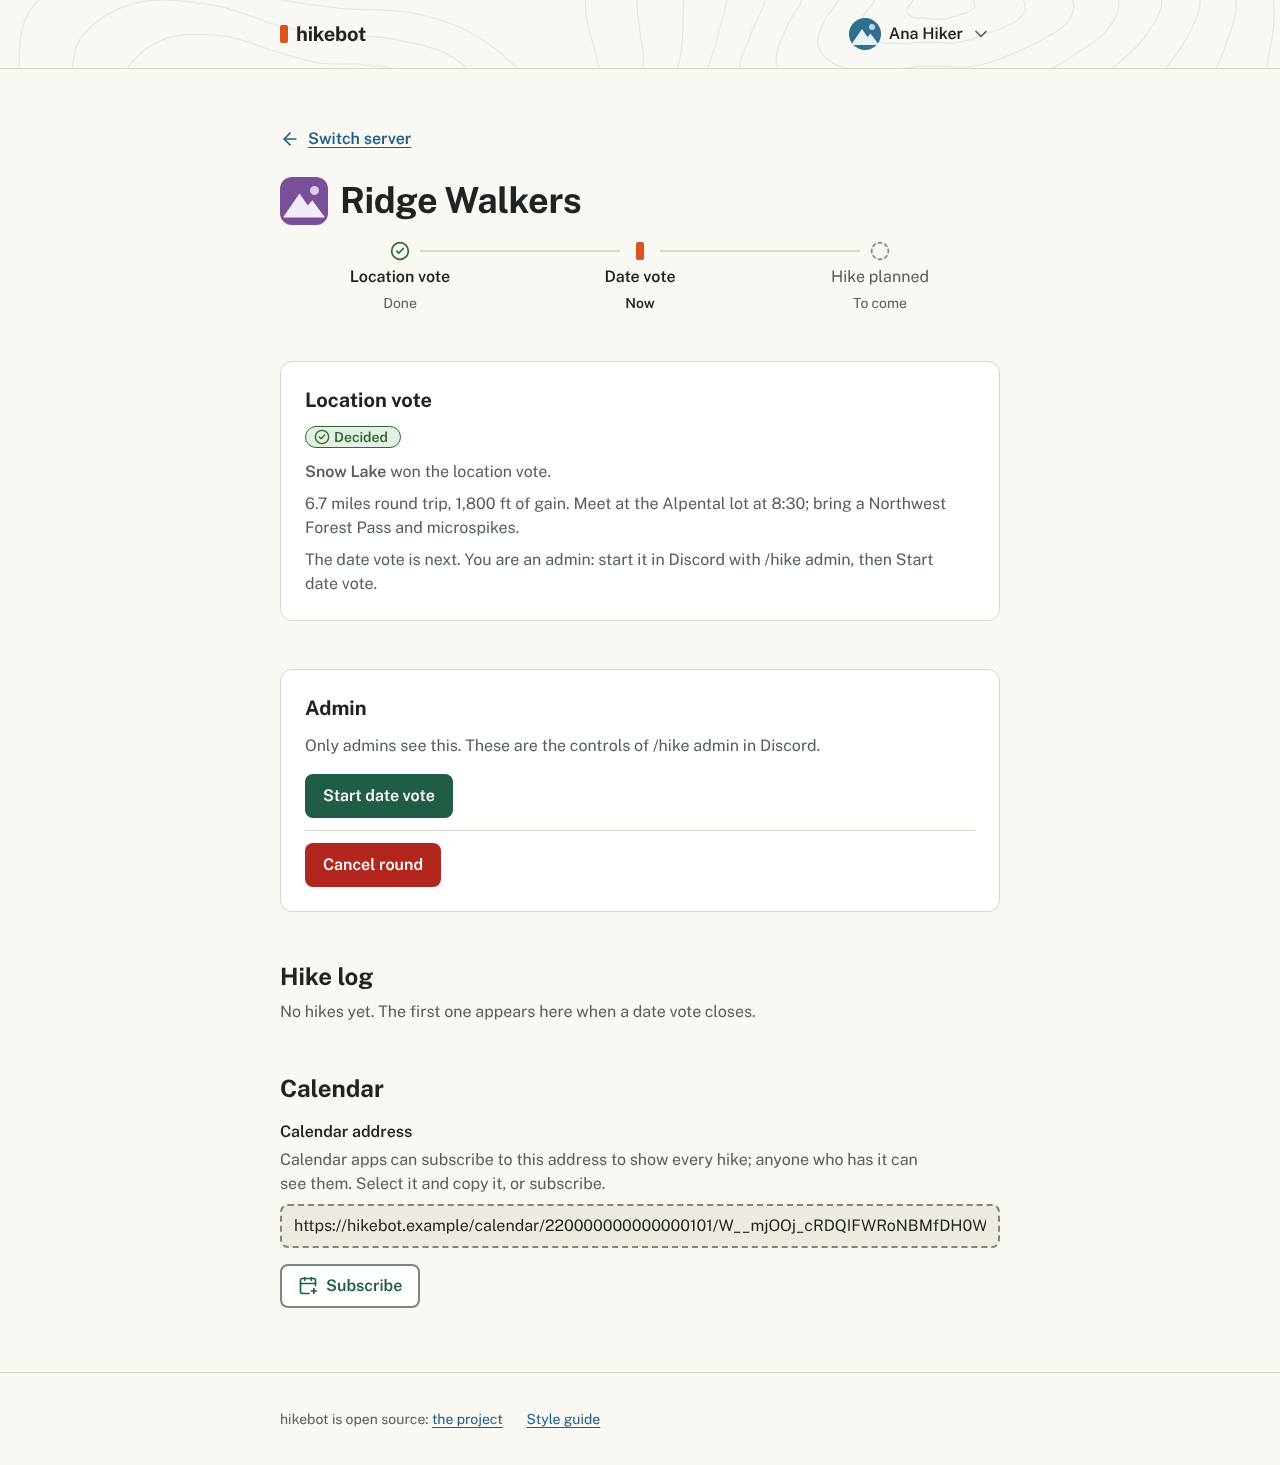 hikebot
Ana Hiker
Switch server
Ridge Walkers
Location vote
Date vote
Hike planned
Done
Now
To come
Location vote
Decided
Snow Lake won the location vote.
6.7 miles round trip, 1,800 ft of gain. Meet at the Alpental lot at 8:30; bring a Northwest
Forest Pass and microspikes.
The date vote is next. You are an admin: start it in Discord with /hike admin, then Start
date vote.
Admin
Only admins see this. These are the controls of /hike admin in Discord.
Start date vote
Cancel round
Hike log
No hikes yet. The first one appears here when a date vote closes.
Calendar
Calendar address
Calendar apps can subscribe to this address to show every hike; anyone who has it can
see them. Select it and copy it, or subscribe.
https://hikebot.example/calendar/220000000000000101/W__mjOOj_cRDQIFWRoNBMfDH0W
Subscribe
hikebot is open source: the project
Style guide